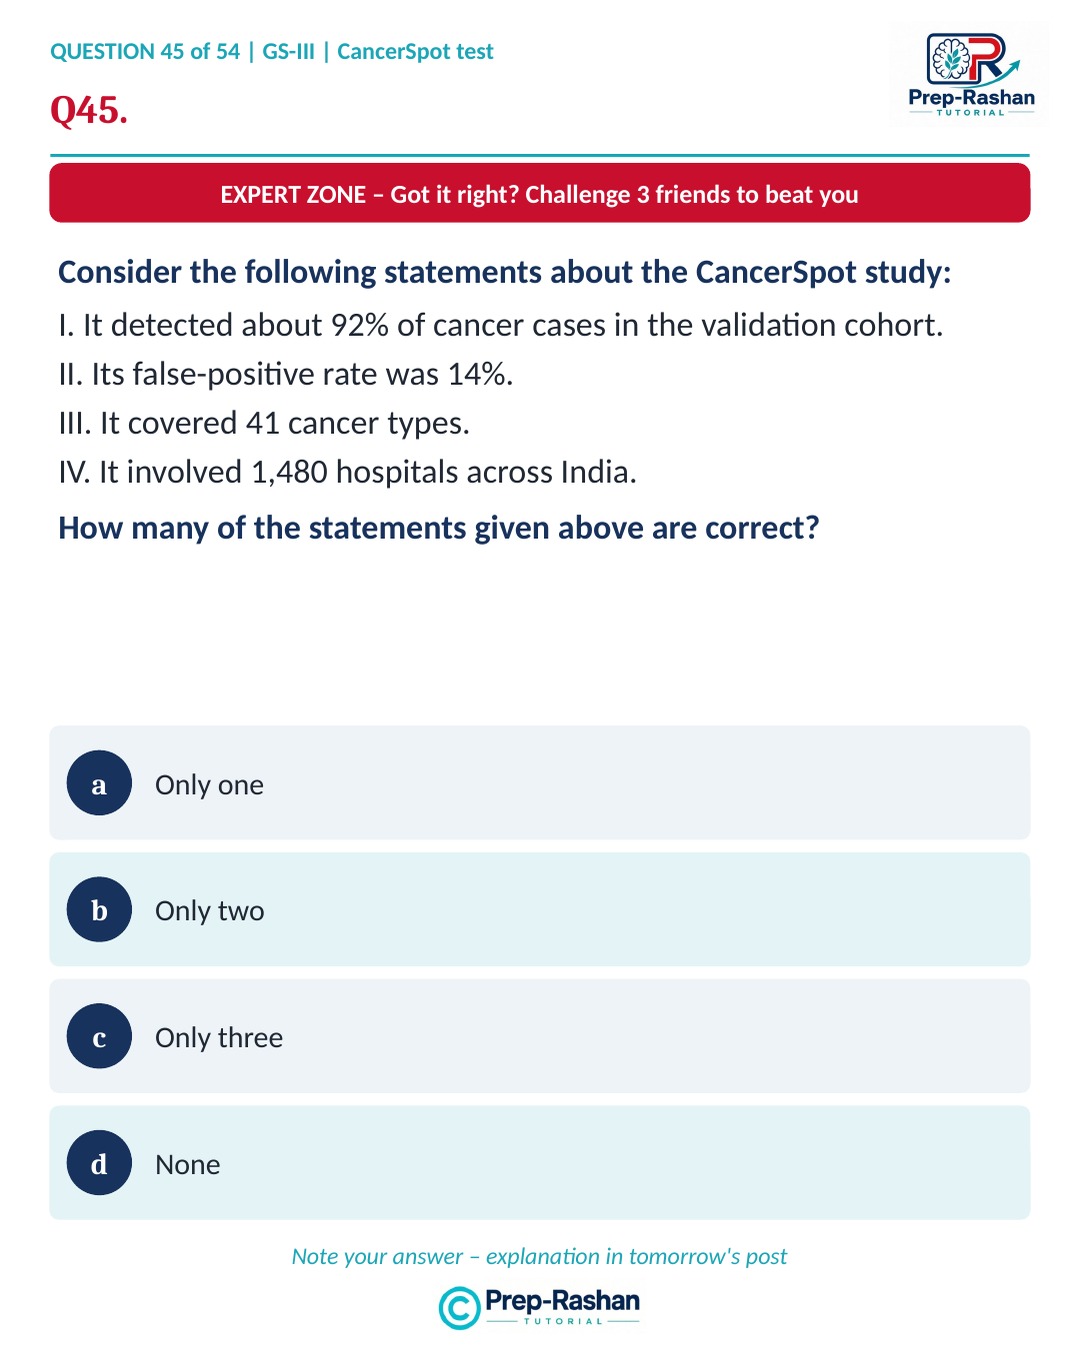 QUESTION 45 of 54 | GS-III | CancerSpot test
Q45.
Prep-Rashan
TUTORIAL
EXPERT ZONE – Got it right? Challenge 3 friends to beat you
Consider the following statements about the CancerSpot study:
I. It detected about 92% of cancer cases in the validation cohort.
II. Its false-positive rate was 14%.
III. It covered 41 cancer types.
IV. It involved 1,480 hospitals across India.
How many of the statements given above are correct?
a Only one
b Only two
c Only three
d None
Note your answer – explanation in tomorrow's post
© Prep-Rashan
TUTORIAL